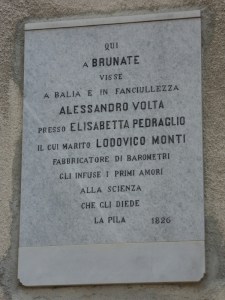 QUI
A BRUNATE
VISSE
A BALIA E IN FANCIULLEZZA
ALESSANDRO VOLTA
PRESSO ELISABETTA PEDRAGLIO
IL CUI MARITO LODOVICO MONTI
FABBRICATORE DI BAROMETRI
GLI INFUSE I PRIMI AMORI
ALLA SCIENZA
CHE GLI DIEDE
LA PILA 1826